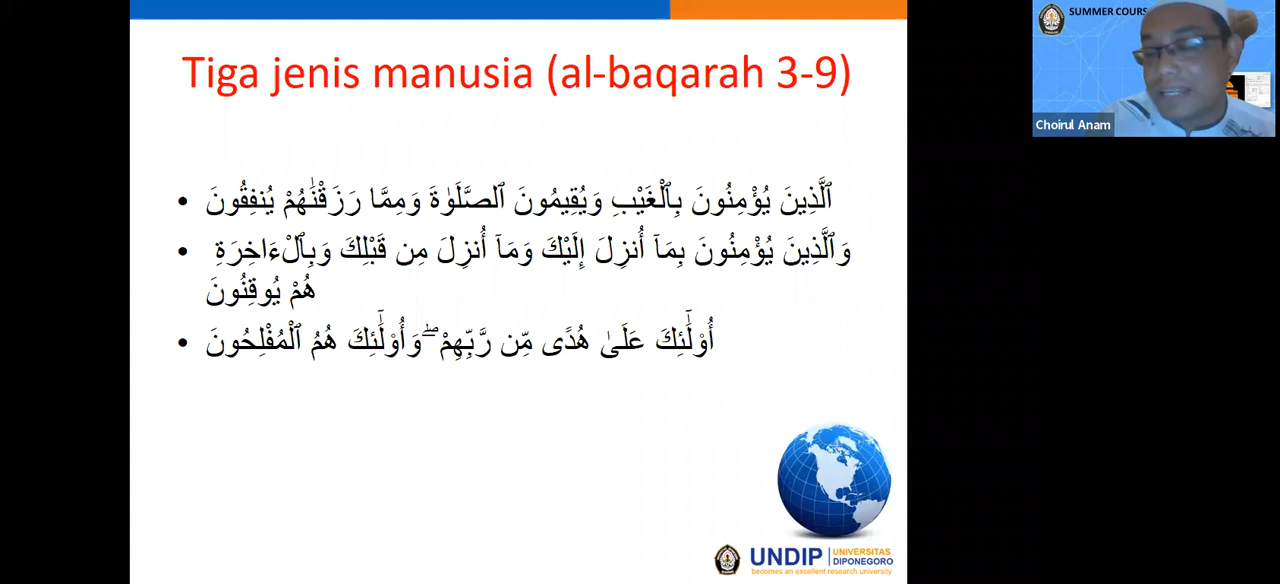 Tiga jenis manusia (al-baqarah 3-9)
• ٱلَّذِينَ يُؤْمِنُونَ بِٱلْغَيْبِ وَيُقِيمُونَ ٱلصَّلَوٰةَ وَمِمَّا رَزَقْنَٰهُمْ يُنفِقُونَ
• وَٱلَّذِينَ يُؤْمِنُونَ بِمَآ أُنزِلَ إِلَيْكَ وَمَآ أُنزِلَ مِن قَبْلِكَ وَبِٱلْءَاخِرَةِ
هُمْ يُوقِنُونَ
• أُو۟لَٰٓئِكَ عَلَىٰ هُدًى مِّن رَّبِّهِمْ ۖ وَأُو۟لَٰٓئِكَ هُمُ ٱلْمُفْلِحُونَ
SUMMER COURS
Choirul Anam
UNDIP
UNIVERSITAS
DIPONEGORO
becomes an excellent research university